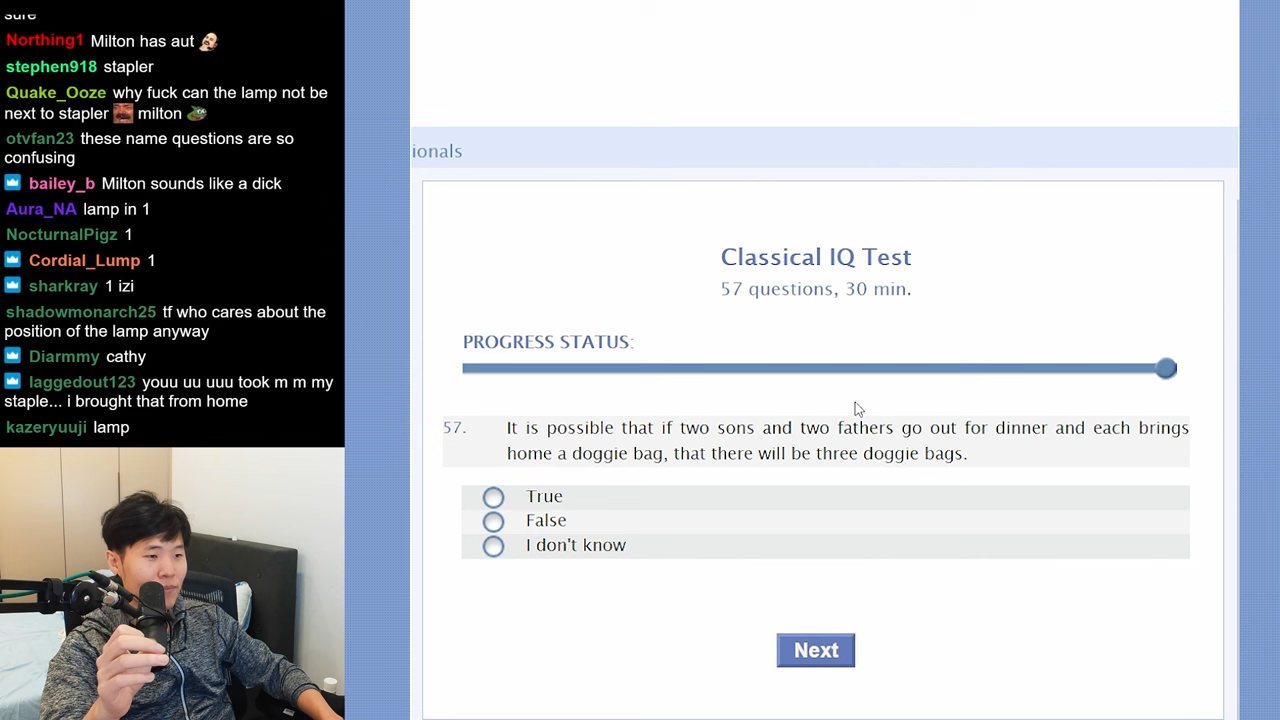 sure
Northing1 Milton has aut
stephen918 stapler
Quake_Ooze why fuck can the lamp not be
next to stapler milton
otvfan23 these name questions are so
confusing
bailey_b Milton sounds like a dick
Aura_NA lamp in 1
NocturnalPigz 1
Cordial_Lump 1
sharkray 1 izi
shadowmonarch25 tf who cares about the
position of the lamp anyway
Diarmmy cathy
laggedout123 youu uu uuu took m m my
staple... i brought that from home
kazeryuuji lamp
ionals
Classical IQ Test
57 questions, 30 min.
PROGRESS STATUS:
57. It is possible that if two sons and two fathers go out for dinner and each brings
home a doggie bag, that there will be three doggie bags.
True
False
I don't know
Next